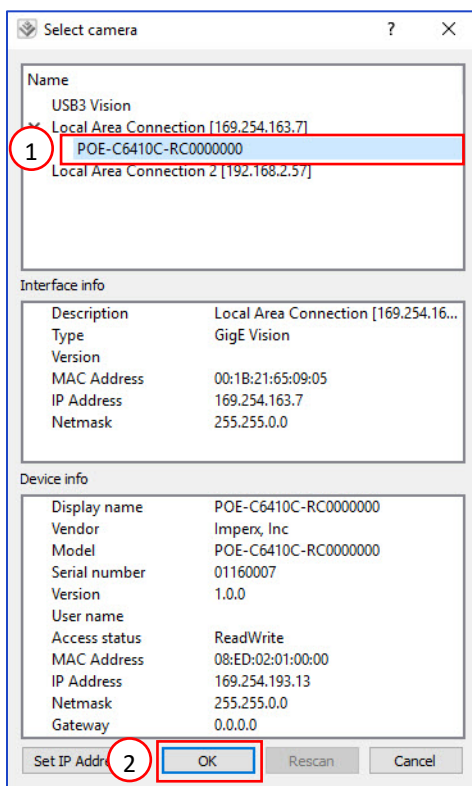 Select camera ? ×
Name
USB3 Vision
Local Area Connection [169.254.163.7]
1 POE-C6410C-RC0000000
Local Area Connection 2 [192.168.2.57]
Interface info
Description Local Area Connection [169.254.16...
Type GigE Vision
Version
MAC Address 00:1B:21:65:09:05
IP Address 169.254.163.7
Netmask 255.255.0.0
Device info
Display name POE-C6410C-RC0000000
Vendor Imperx, Inc
Model POE-C6410C-RC0000000
Serial number 01160007
Version 1.0.0
User name
Access status ReadWrite
MAC Address 08:ED:02:01:00:00
IP Address 169.254.193.13
Netmask 255.255.0.0
Gateway 0.0.0.0
Set IP Addre 2 OK Rescan Cancel